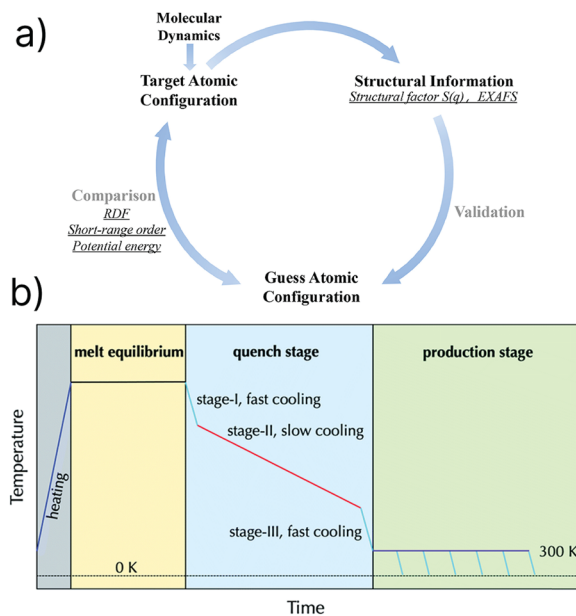 a)
Molecular
Dynamics
Target Atomic
Configuration
Structural Information
Structural factor S(q), EXAFS
Comparison
RDF
Short-range order
Potential energy
Validation
Guess Atomic
Configuration
b)
melt equilibrium
quench stage
production stage
stage-I, fast cooling
stage-II, slow cooling
Temperature
heating
stage-III, fast cooling
300 K
0 K
Time